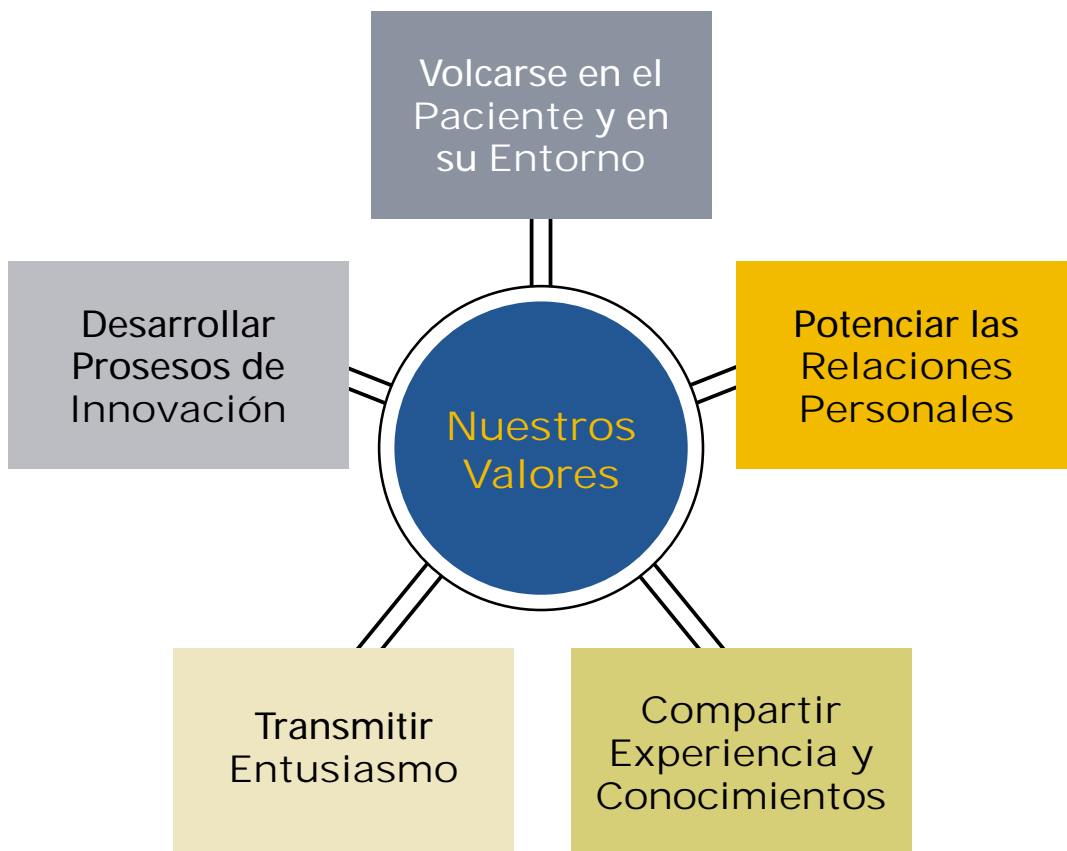 Volcarse en el
Paciente y en
su Entorno
Desarrollar
Prosesos de
Innovación
Potenciar las
Relaciones
Personales
Nuestros
Valores
Transmitir
Entusiasmo
Compartir
Experiencia y
Conocimientos